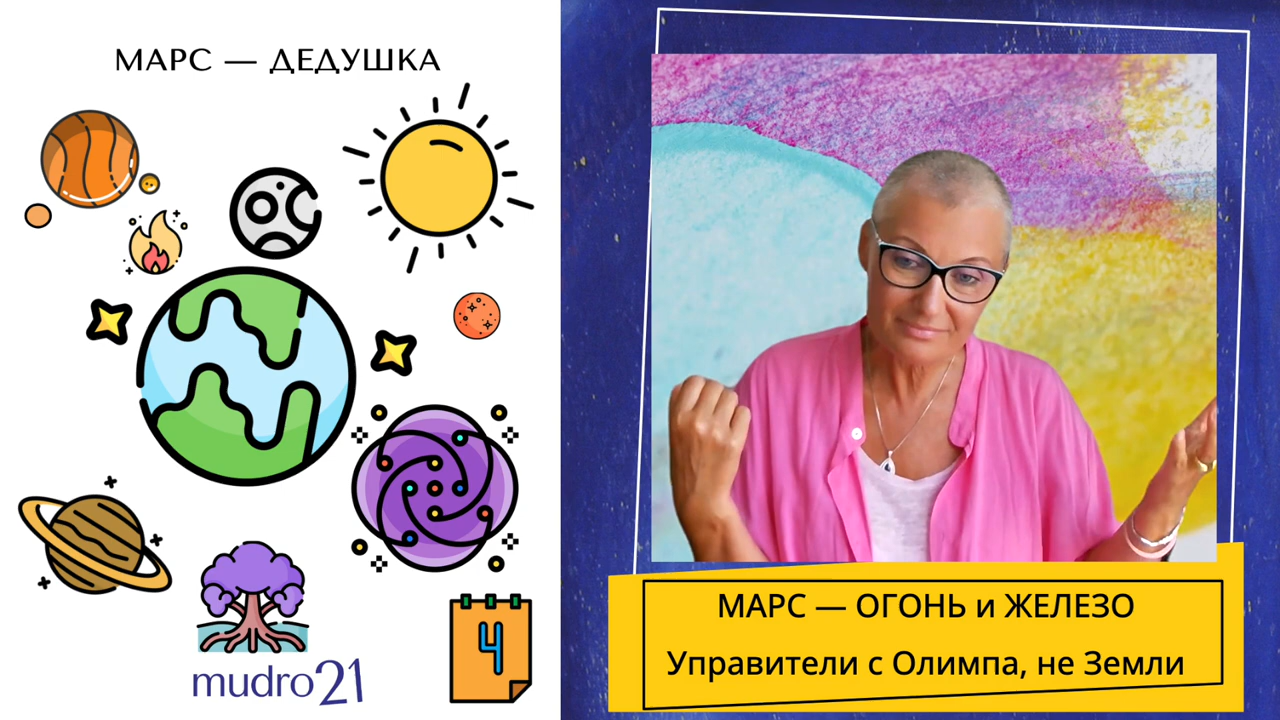 МАРС — ДЕДУШКА
4
mudro21
МАРС — ОГОНЬ и ЖЕЛЕЗО
Управители с Олимпа, не Земли